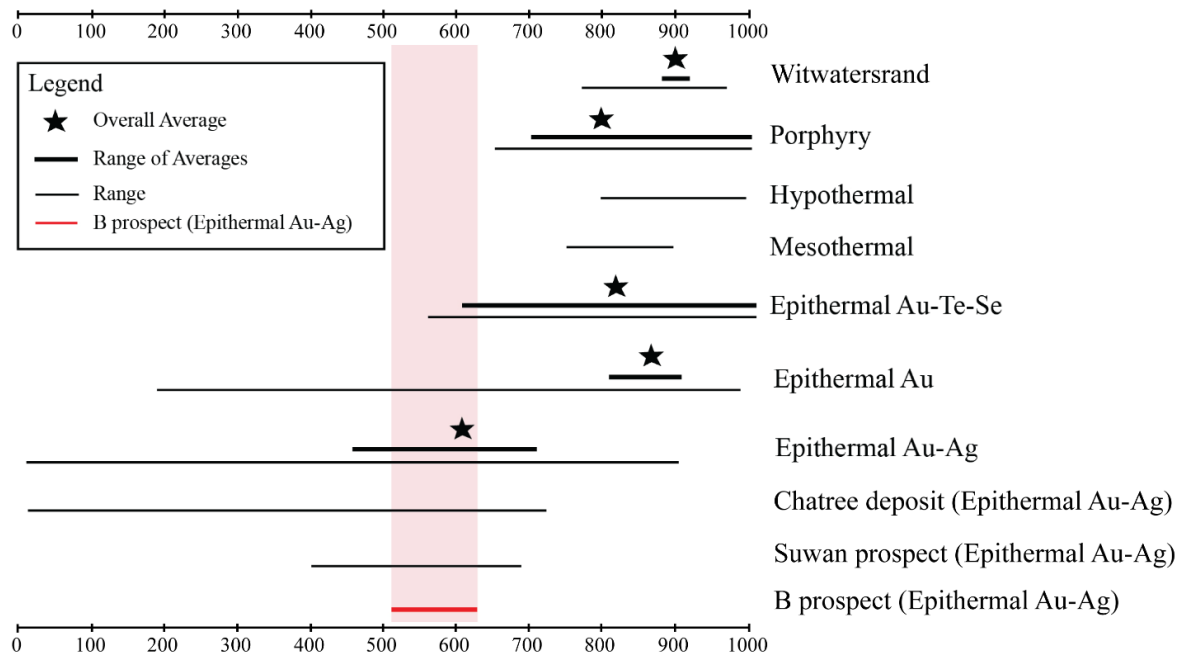 0 100 200 300 400 500 600 700 800 900 1000
Legend
Overall Average
Range of Averages
Range
B prospect (Epithermal Au-Ag)
Witwatersrand
Porphyry
Hypothermal
Mesothermal
Epithermal Au-Te-Se
Epithermal Au
Epithermal Au-Ag
Chatree deposit (Epithermal Au-Ag)
Suwan prospect (Epithermal Au-Ag)
B prospect (Epithermal Au-Ag)
0 100 200 300 400 500 600 700 800 900 1000